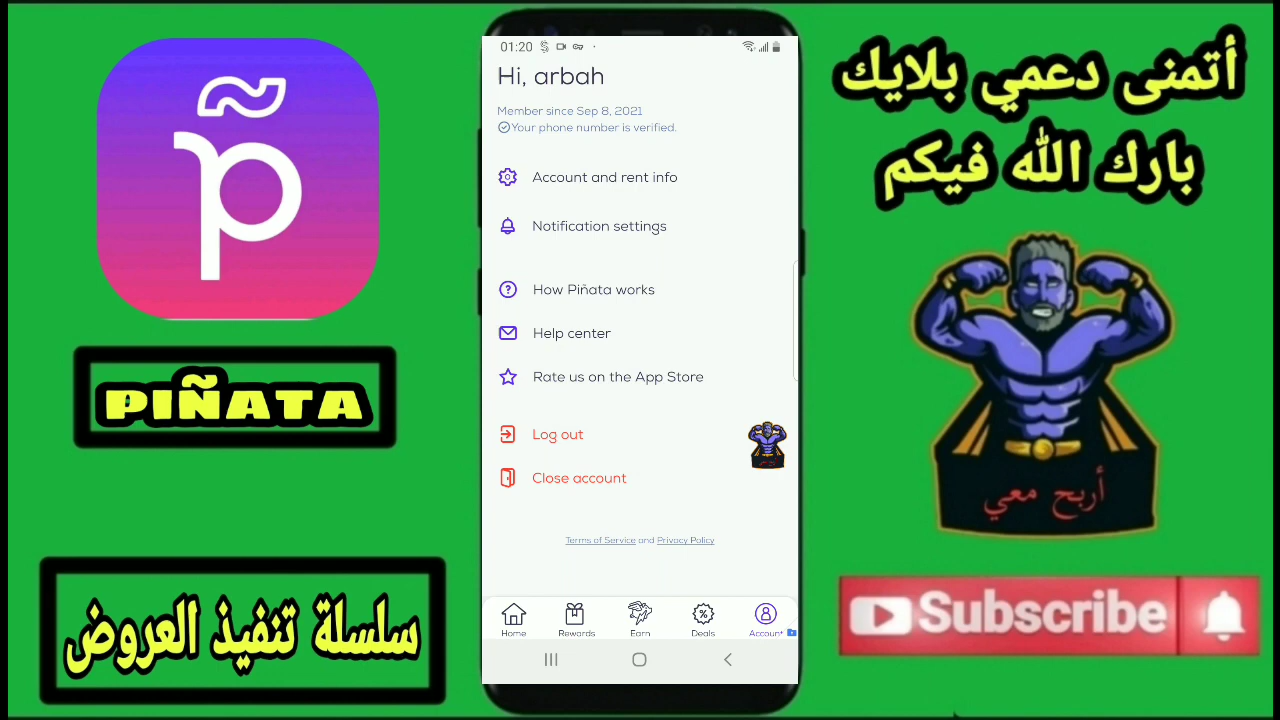 p̃
PIÑATA
سلسلة تنفيذ العروض
01:20
Hi, arbah
Member since Sep 8, 2021
Your phone number is verified.
Account and rent info
Notification settings
How Piñata works
Help center
Rate us on the App Store
Log out
Close account
Terms of Service and Privacy Policy
Home Rewards Earn Deals Account
أتمنى دعمي بلايك
بارك الله فيكم
أربح معي
Subscribe